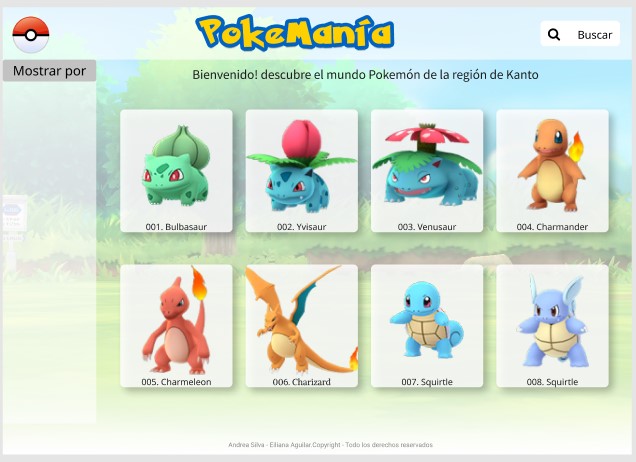 PokeManía
Buscar
Mostrar por
Bienvenido! descubre el mundo Pokemón de la región de Kanto
001. Bulbasaur
002. Yvisaur
003. Venusaur
004. Charmander
005. Charmeleon
006. Charizard
007. Squirtle
008. Squirtle
Andrea Silva - Eiliana Aguilar.Copyright - Todo los derechos reservados